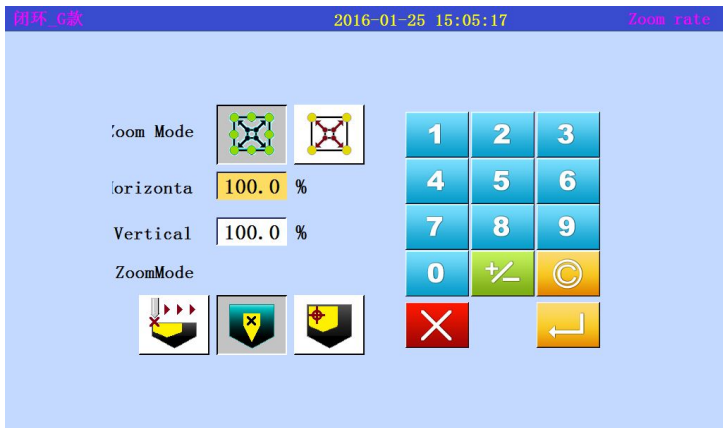 闭环_G款 2016-01-25 15:05:17 Zoom rate
Zoom Mode
1 2 3
orizonta 100.0 %
4 5 6
Vertical 100.0 %
7 8 9
ZoomMode
0 +/- ©